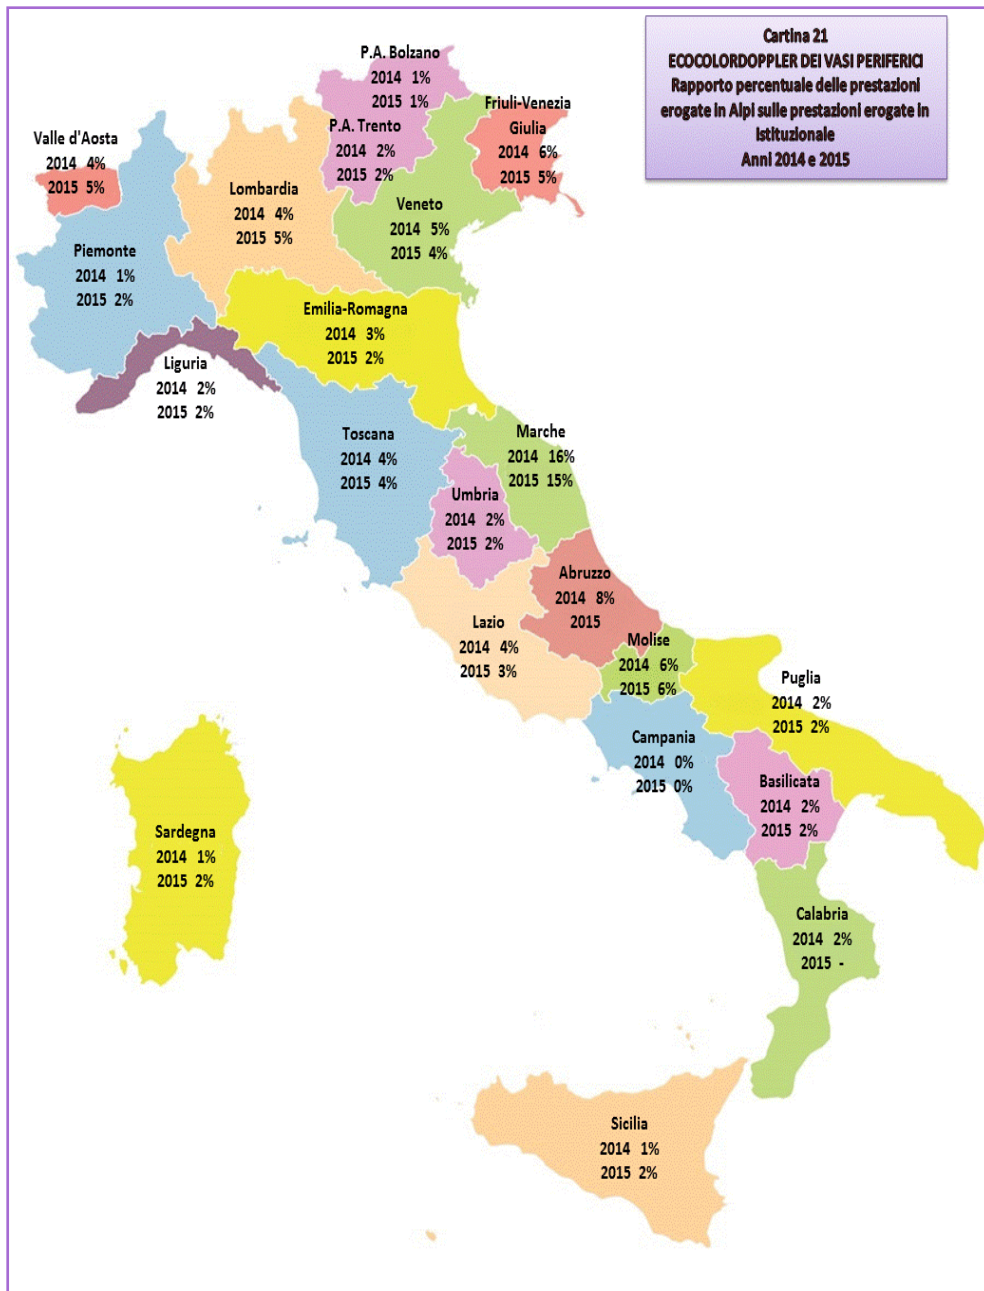 Cartina 21
ECOCOLORDOPPLER DEI VASI PERIFERICI
Rapporto percentuale delle prestazioni
erogate in Alpi sulle prestazioni erogate in
Istituzionale
Anni 2014 e 2015
P.A. Bolzano
2014 1%
2015 1%
P.A. Trento
2014 2%
2015 2%
Friuli-Venezia
Giulia
2014 6%
2015 5%
Valle d'Aosta
2014 4%
2015 5%
Lombardia
2014 4%
2015 5%
Veneto
2014 5%
2015 4%
Piemonte
2014 1%
2015 2%
Emilia-Romagna
2014 3%
2015 2%
Liguria
2014 2%
2015 2%
Toscana
2014 4%
2015 4%
Marche
2014 16%
2015 15%
Umbria
2014 2%
2015 2%
Abruzzo
2014 8%
2015
Lazio
2014 4%
2015 3%
Molise
2014 6%
2015 6%
Puglia
2014 2%
2015 2%
Campania
2014 0%
2015 0%
Basilicata
2014 2%
2015 2%
Sardegna
2014 1%
2015 2%
Calabria
2014 2%
2015 -
Sicilia
2014 1%
2015 2%